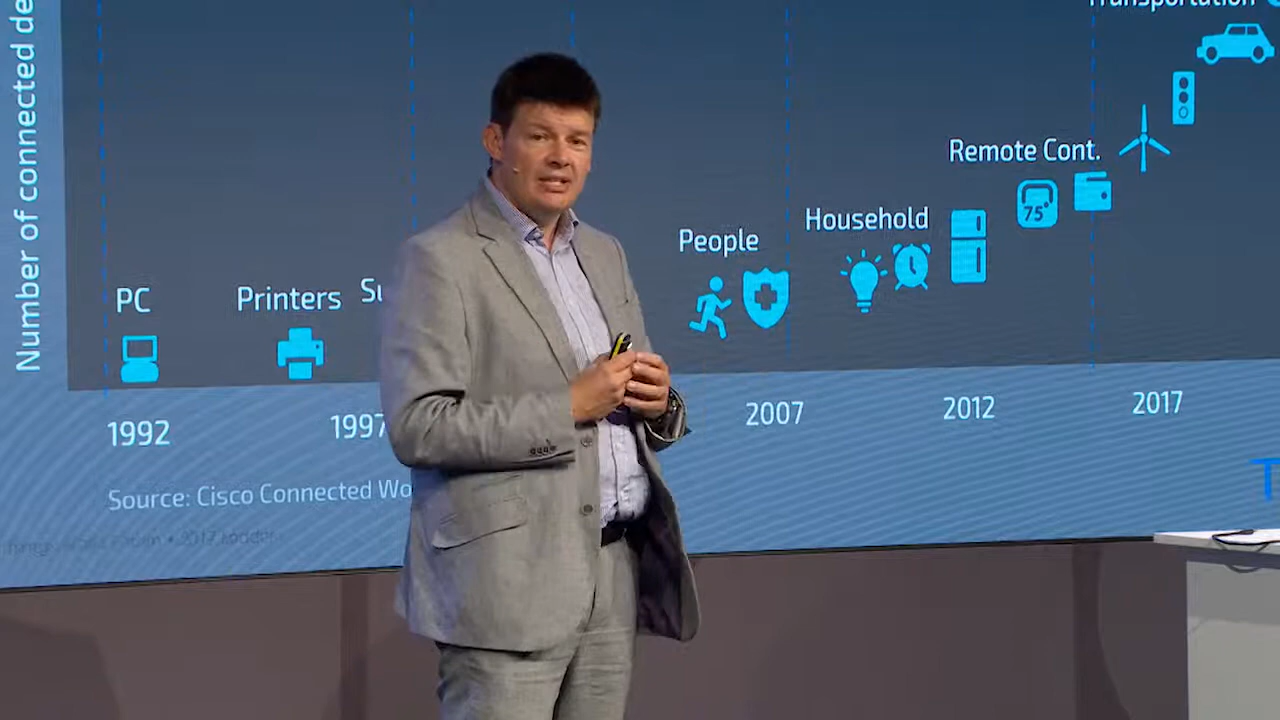 Transportation
Number of connected de
Remote Cont.
75°
Household
People
PC
Printers
Su
1992
1997
2007
2012
2017
Source: Cisco Connected Wo
T